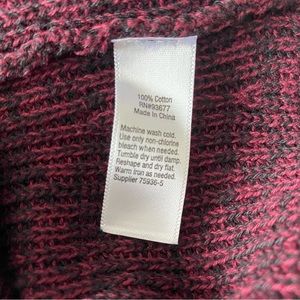 100% Cotton
RN#93677
Made in China
Machine wash cold.
Use only non-chlorine
bleach when needed.
Tumble dry until damp.
Reshape and dry flat.
Warm iron as needed.
Supplier 75936-5